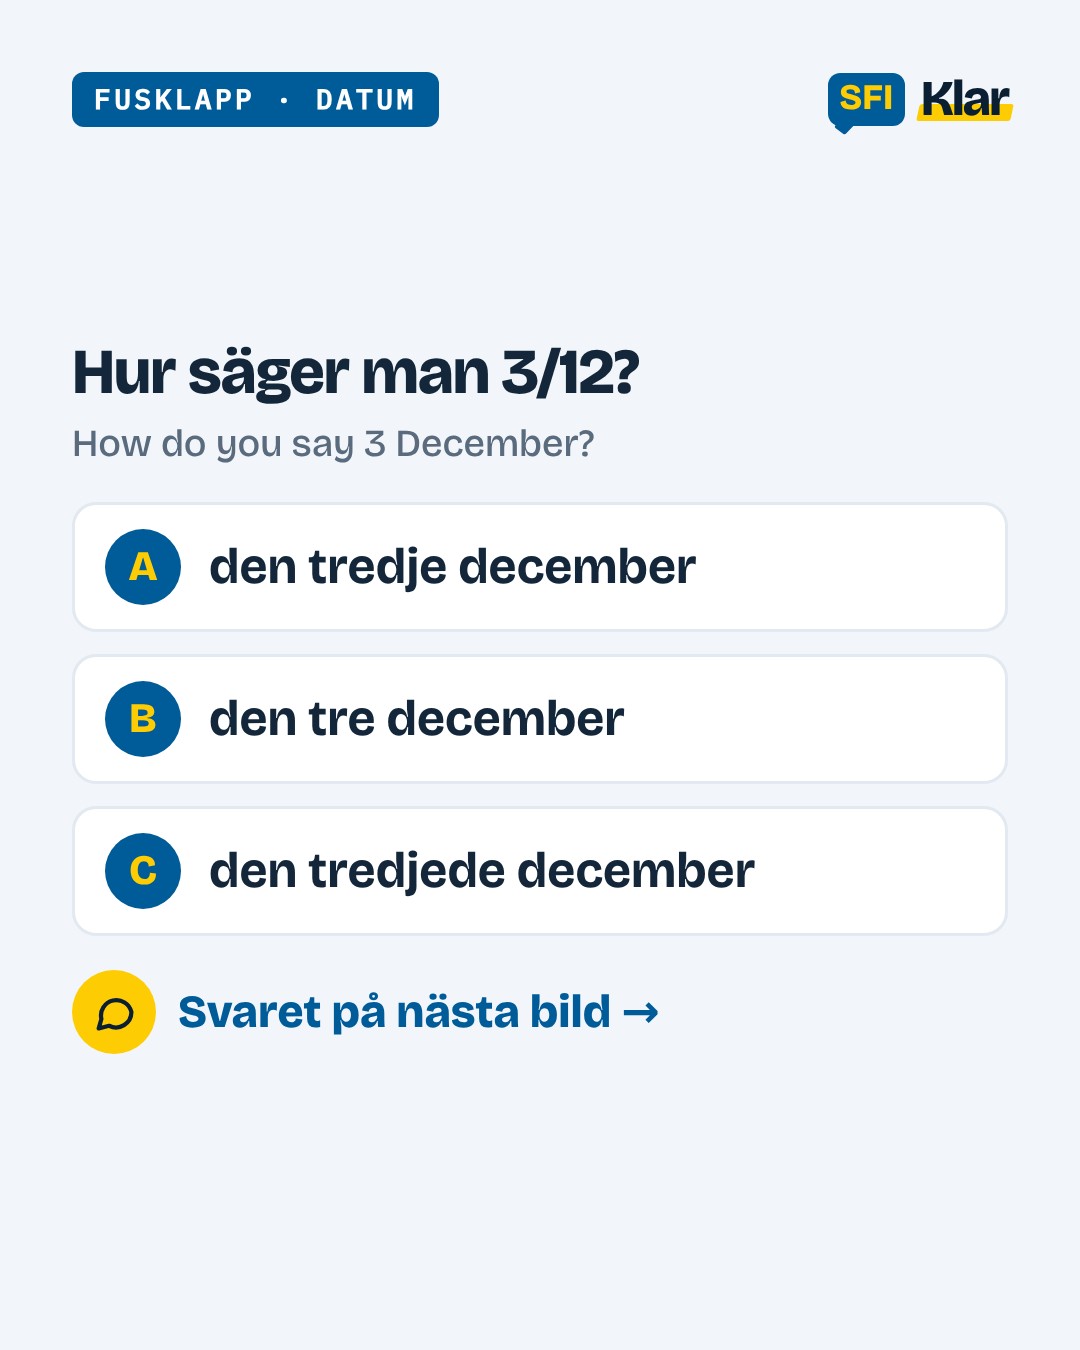 FUSKLAPP · DATUM
SFI Klar
Hur säger man 3/12?
How do you say 3 December?
A den tredje december
B den tre december
C den tredjede december
Svaret på nästa bild →